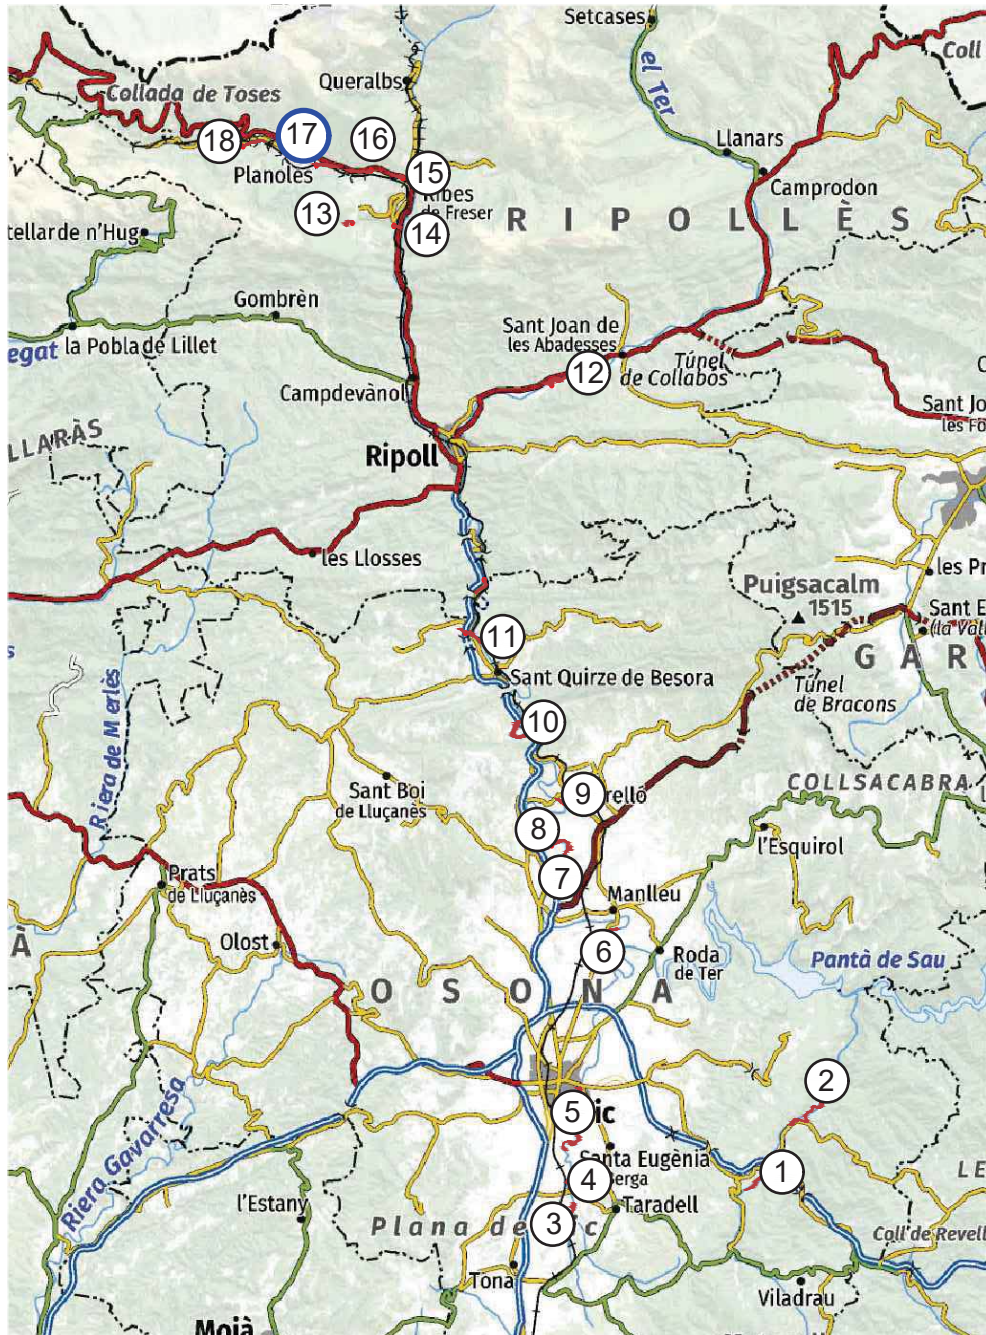 Setcases
el Ter
Coll
Queralbs
Collada de Toses
Llanars
Camprodon
18
17
16
15
Planoles
Ribes
de Freser
13
14
RIPOLLÈS
tellar de n'Hug
Gombrèn
egat
la Pobla de Lillet
Sant Joan de
les Abadesses
Túnel
de Collabós
12
Campdevànol
Sant Jo
les Fo
LLARÀS
Ripoll
les Llosses
Puigsacalm
1515
les Pr
Sant E
(la Vall
GAR
11
Sant Quirze de Besora
Túnel
de Bracons
s
Riera de Merlès
10
Sant Boi
de Lluçanès
9
relló
COLLSACABRA
8
l'Esquirol
7
Prats
de Lluçanès
Manlleu
À
Olost
6
Roda
de Ter
Pantà de Sau
OSONA
2
5
ic
Riera Gavarresa
Santa Eugènia
erga
1
LE
4
l'Estany
Taradell
3
Plana de
ic
Coll de Revell
Tona
Viladrau
Moià